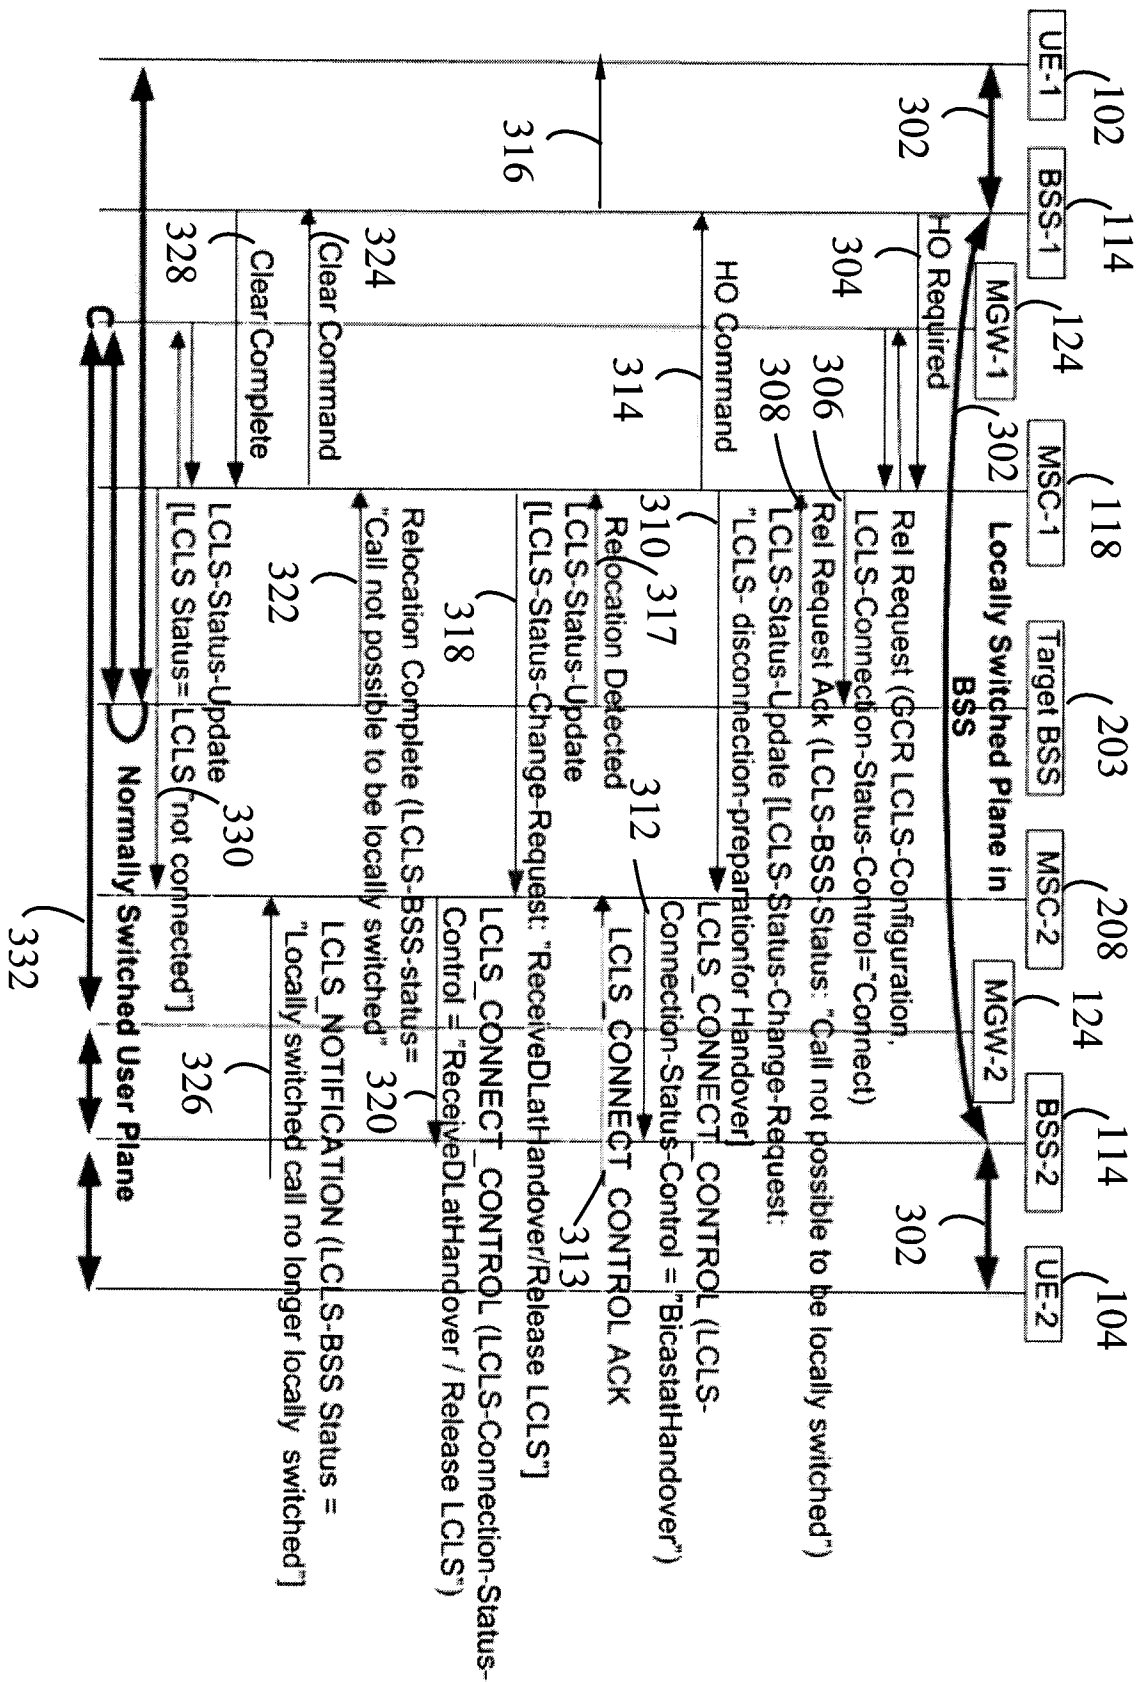 102
114
124
118
203
208
124
114
104
UE-1
BSS-1
MGW-1
MSC-1
Target BSS
MSC-2
MGW-2
BSS-2
UE-2
302
302
Locally Switched Plane in
BSS
302
HO Required
304
Rel Request (GCR LCLS-Configuration,
LCLS-Connection-Status-Control="Connect)
306
Rel Request Ack (LCLS-BSS-Status: "Call not possible to be locally switched")
308
LCLS-Status-Update [LCLS-Status-Change-Request:
"LCLS- disconnection-preparationfor Handover]
HO Command
314
310
LCLS_CONNECT_CONTROL (LCLS-
Connection-Status-Control = "BicastatHandover")
312
LCLS_CONNECT_CONTROL ACK
313
316
Relocation Detected
317
LCLS-Status-Update
[LCLS-Status-Change-Request: "ReceiveDLatHandover/Release LCLS"]
318
LCLS_CONNECT_CONTROL (LCLS-Connection-Status-
Control = "ReceiveDLatHandover / Release LCLS")
320
Relocation Complete (LCLS-BSS-status=
"Call not possible to be locally switched"
322
324
(Clear Command
LCLS_NOTIFICATION (LCLS-BSS Status =
"Locally switched call no longer locally switched"]
326
Clear Complete
328
LCLS-Status-Update
[LCLS Status= LCLS "not connected"]
330
Normally Switched User Plane
C
332